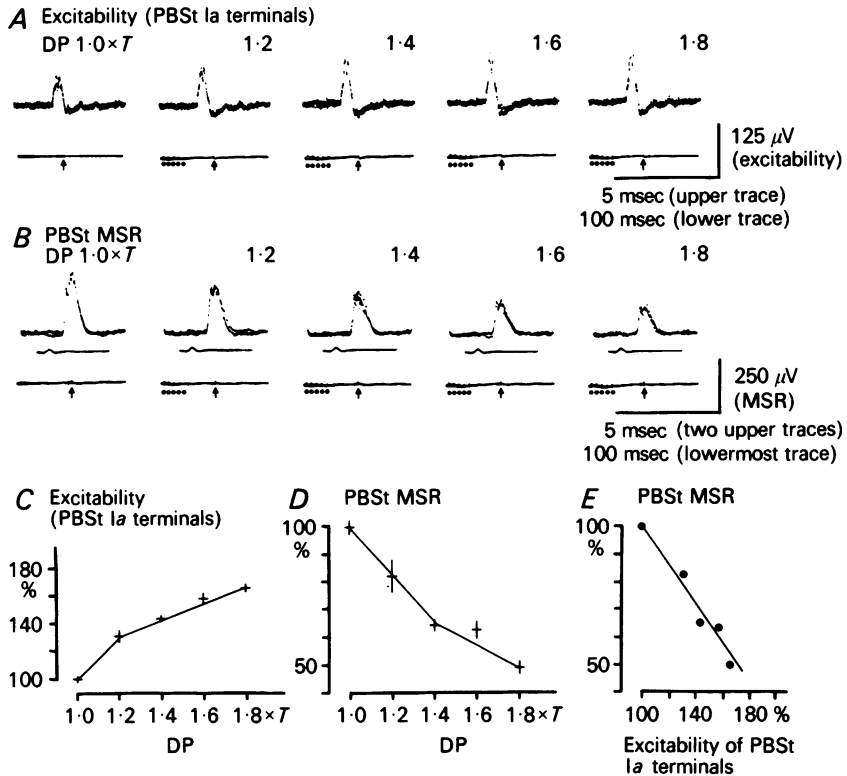 A Excitability (PBSt Ia terminals)
DP 1·0×T 1·2 1·4 1·6 1·8
125 μV
(excitability)
5 msec (upper trace)
100 msec (lower trace)
B PBSt MSR
DP 1·0×T 1·2 1·4 1·6 1·8
250 μV
(MSR)
5 msec (two upper traces)
100 msec (lowermost trace)
C Excitability
(PBSt Ia terminals)
180
%
140
100
1·0 1·2 1·4 1·6 1·8×T
DP
D PBSt MSR
100
%
50
1·0 1·2 1·4 1·6 1·8×T
DP
E PBSt MSR
100
%
50
100 140 180 %
Excitability of PBSt
Ia terminals